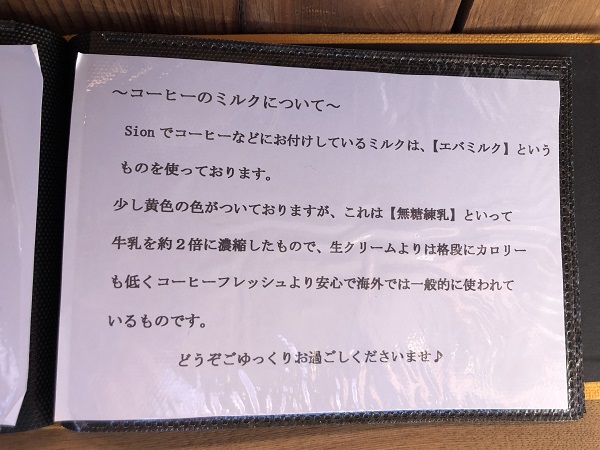 ～コーヒーのミルクについて～
Sionでコーヒーなどにお付けしているミルクは、【エバミルク】という
ものを使っております。
少し黄色の色がついておりますが、これは【無糖練乳】といって
牛乳を約２倍に濃縮したもので、生クリームよりは格段にカロリー
も低くコーヒーフレッシュより安心で海外では一般的に使われて
いるものです。
どうぞごゆっくりお過ごしくださいませ♪